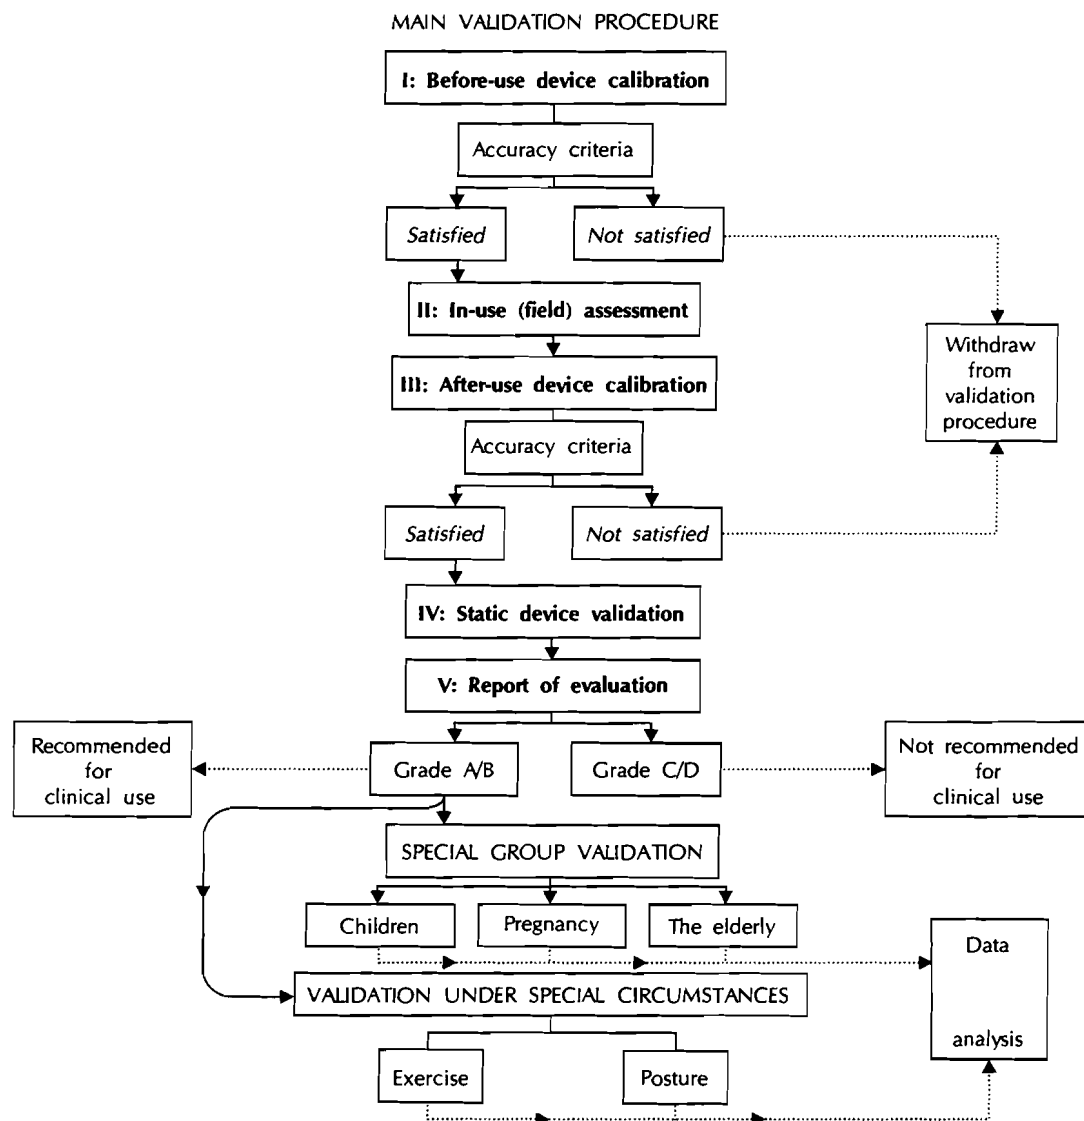 MAIN VALIDATION PROCEDURE
I: Before-use device calibration
Accuracy criteria
Satisfied
Not satisfied
II: In-use (field) assessment
III: After-use device calibration
Withdraw
from
validation
procedure
Accuracy criteria
Satisfied
Not satisfied
IV: Static device validation
V: Report of evaluation
Recommended
for
clinical use
Grade A/B
Grade C/D
Not recommended
for
clinical use
SPECIAL GROUP VALIDATION
Children
Pregnancy
The elderly
Data
analysis
VALIDATION UNDER SPECIAL CIRCUMSTANCES
Exercise
Posture